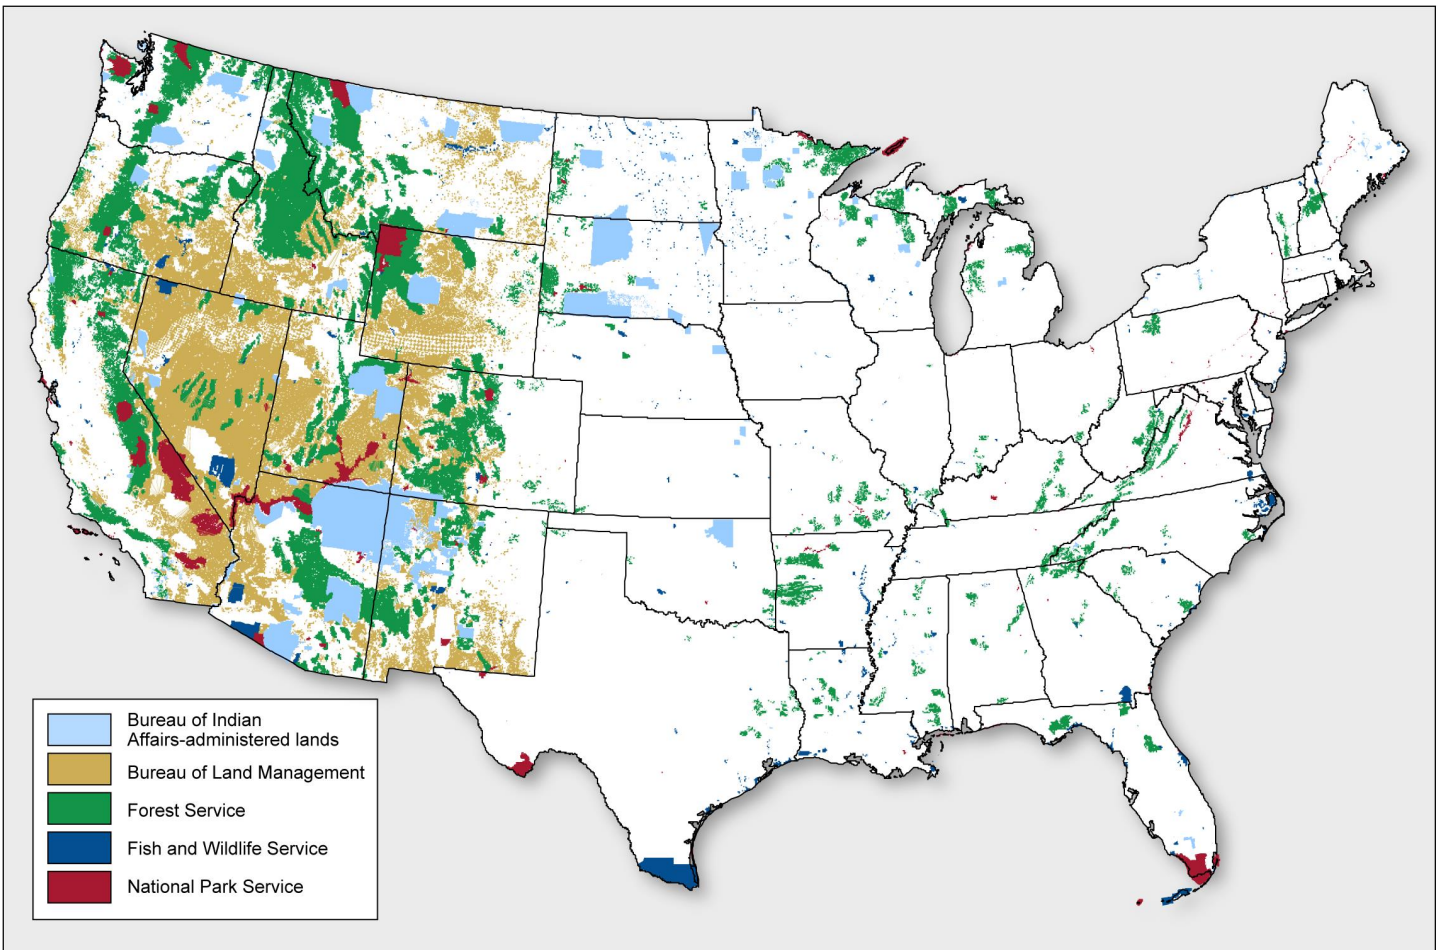 Bureau of Indian
Affairs-administered lands
Bureau of Land Management
Forest Service
Fish and Wildlife Service
National Park Service